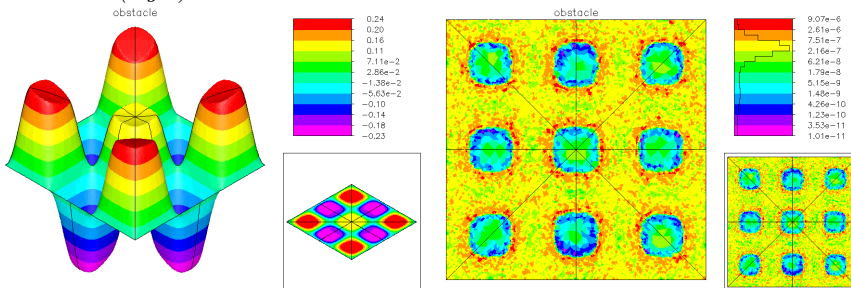 obstacle
0.24
0.20
0.16
0.11
7.11e-2
2.86e-2
-1.38e-2
-5.63e-2
-0.10
-0.14
-0.18
-0.23
obstacle
9.07e-6
2.61e-6
7.51e-7
2.16e-7
6.21e-8
1.79e-8
5.15e-9
1.48e-9
4.26e-10
1.23e-10
3.53e-11
1.01e-11